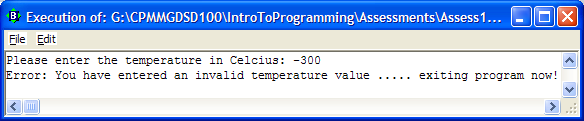 Execution of: G:\CPMMGDSD100\IntroToProgramming\Assessments\Assess1...
File Edit
Please enter the temperature in Celcius: -300
Error: You have entered an invalid temperature value ..... exiting program now!